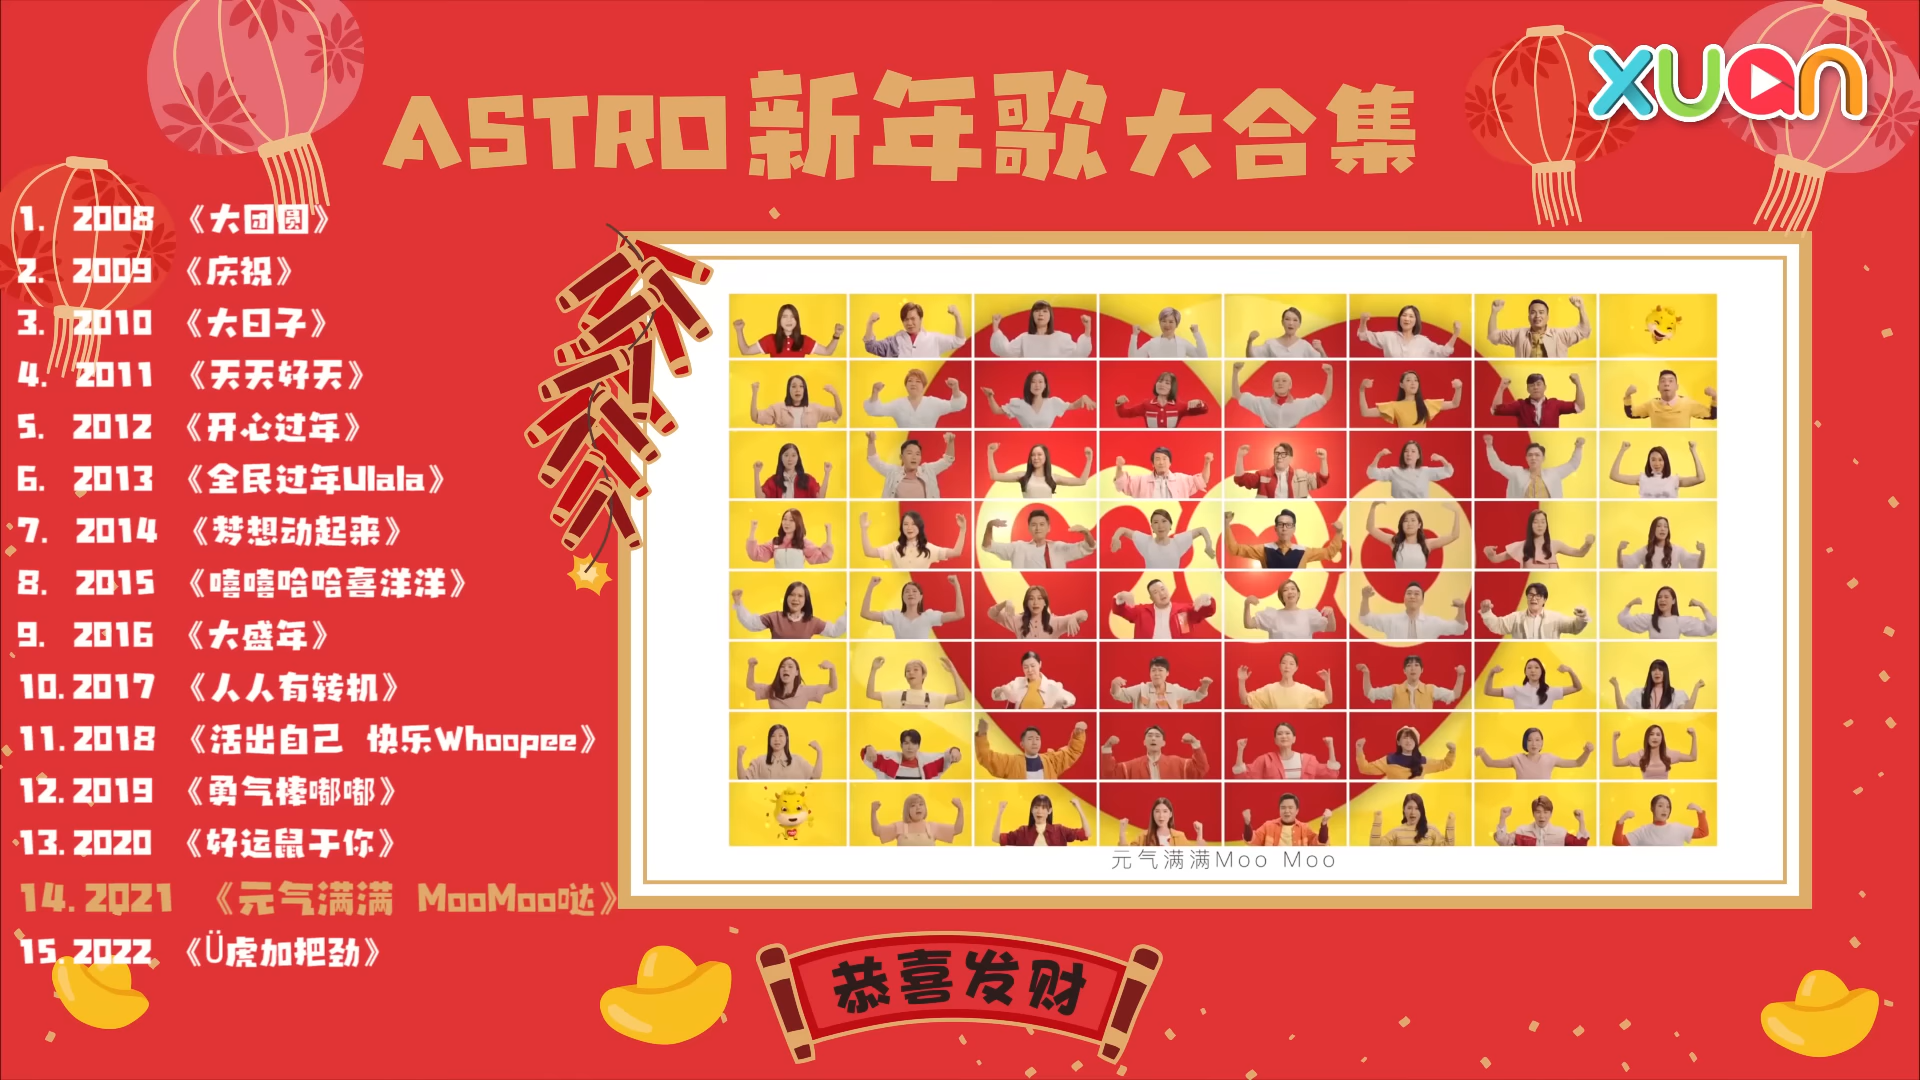 ASTRO新年歌大合集
xuan
1. 2008 《大团圆》
2. 2009 《庆祝》
3. 2010 《大日子》
4. 2011 《天天好天》
5. 2012 《开心过年》
6. 2013 《全民过年Ulala》
7. 2014 《梦想动起来》
8. 2015 《嘻嘻哈哈喜洋洋》
9. 2016 《大盛年》
10. 2017 《人人有转机》
11. 2018 《活出自己 快乐Whoopee》
12. 2019 《勇气棒嘟嘟》
13. 2020 《好运鼠于你》
14. 2021 《元气满满 MooMoo哒》
15. 2022 《Ü虎加把劲》
元气满满Moo Moo
恭喜发财